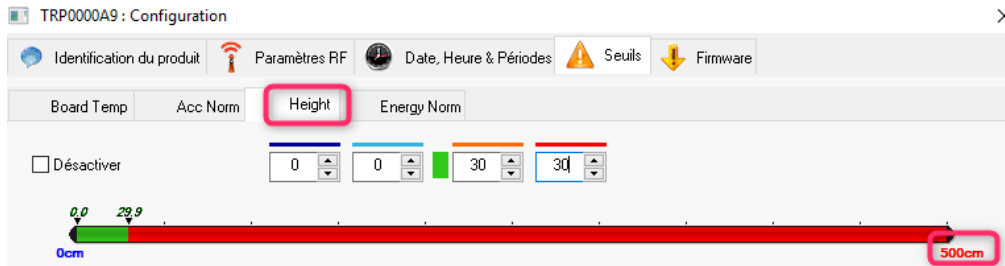 TRP0000A9 : Configuration
Identification du produit Paramètres RF Date, Heure & Périodes Seuils Firmware
Board Temp Acc Norm Height Energy Norm
Désactiver 0 0 30 30
0.0 29.9
0cm 500cm